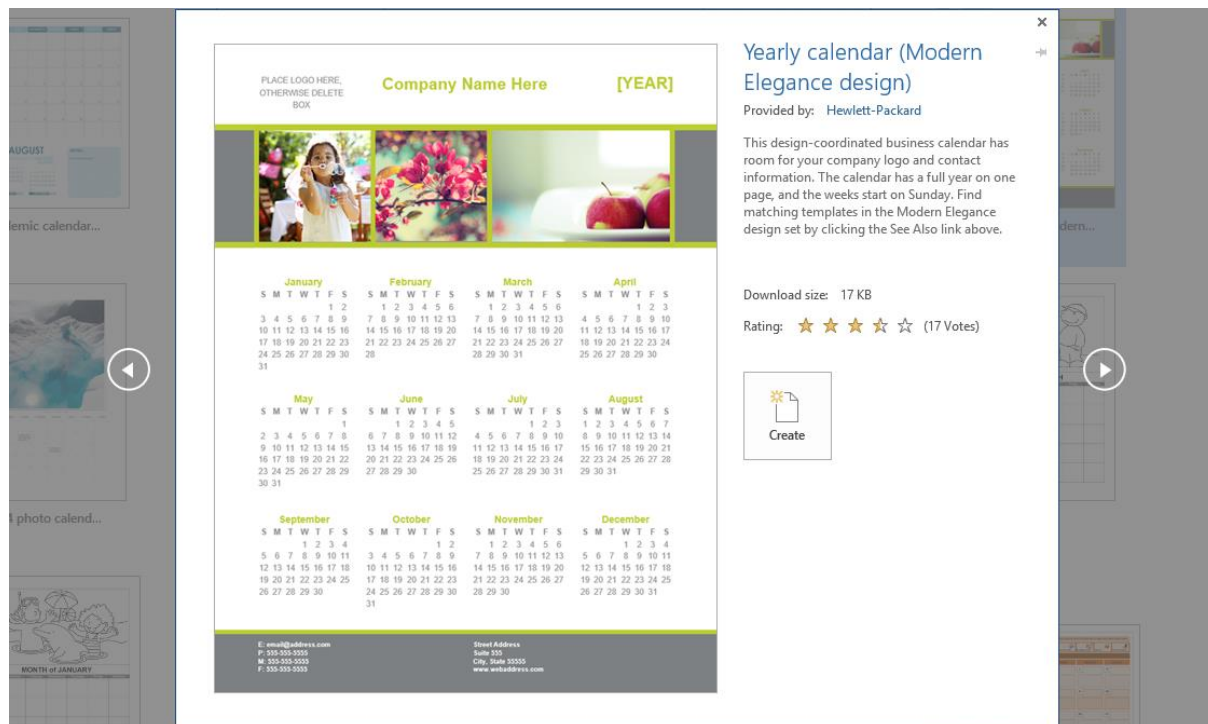 AUGUST
demic calendar...
4 photo calend...
MONTH of JANUARY
dern...
PLACE LOGO HERE,
OTHERWISE DELETE
BOX
Company Name Here
[YEAR]
January
S M T W T F S
1 2
3 4 5 6 7 8 9
10 11 12 13 14 15 16
17 18 19 20 21 22 23
24 25 26 27 28 29 30
31
February
S M T W T F S
1 2 3 4 5 6
7 8 9 10 11 12 13
14 15 16 17 18 19 20
21 22 23 24 25 26 27
28
March
S M T W T F S
1 2 3 4 5 6
7 8 9 10 11 12 13
14 15 16 17 18 19 20
21 22 23 24 25 26 27
28 29 30 31
April
S M T W T F S
1 2 3
4 5 6 7 8 9 10
11 12 13 14 15 16 17
18 19 20 21 22 23 24
25 26 27 28 29 30
May
S M T W T F S
1
2 3 4 5 6 7 8
9 10 11 12 13 14 15
16 17 18 19 20 21 22
23 24 25 26 27 28 29
30 31
June
S M T W T F S
1 2 3 4 5
6 7 8 9 10 11 12
13 14 15 16 17 18 19
20 21 22 23 24 25 26
27 28 29 30
July
S M T W T F S
1 2 3
4 5 6 7 8 9 10
11 12 13 14 15 16 17
18 19 20 21 22 23 24
25 26 27 28 29 30 31
August
S M T W T F S
1 2 3 4 5 6 7
8 9 10 11 12 13 14
15 16 17 18 19 20 21
22 23 24 25 26 27 28
29 30 31
September
S M T W T F S
1 2 3 4
5 6 7 8 9 10 11
12 13 14 15 16 17 18
19 20 21 22 23 24 25
26 27 28 29 30
October
S M T W T F S
1 2
3 4 5 6 7 8 9
10 11 12 13 14 15 16
17 18 19 20 21 22 23
24 25 26 27 28 29 30
31
November
S M T W T F S
1 2 3 4 5 6
7 8 9 10 11 12 13
14 15 16 17 18 19 20
21 22 23 24 25 26 27
28 29 30
December
S M T W T F S
1 2 3 4
5 6 7 8 9 10 11
12 13 14 15 16 17 18
19 20 21 22 23 24 25
26 27 28 29 30 31
E: email@address.com
P: 555-555-5555
M: 555-555-5555
F: 555-555-5555
Street Address
Suite 555
City, State 55555
www.webaddress.com
Yearly calendar (Modern
Elegance design)
Provided by: Hewlett-Packard
This design-coordinated business calendar has
room for your company logo and contact
information. The calendar has a full year on one
page, and the weeks start on Sunday. Find
matching templates in the Modern Elegance
design set by clicking the See Also link above.
Download size: 17 KB
Rating: (17 Votes)
Create